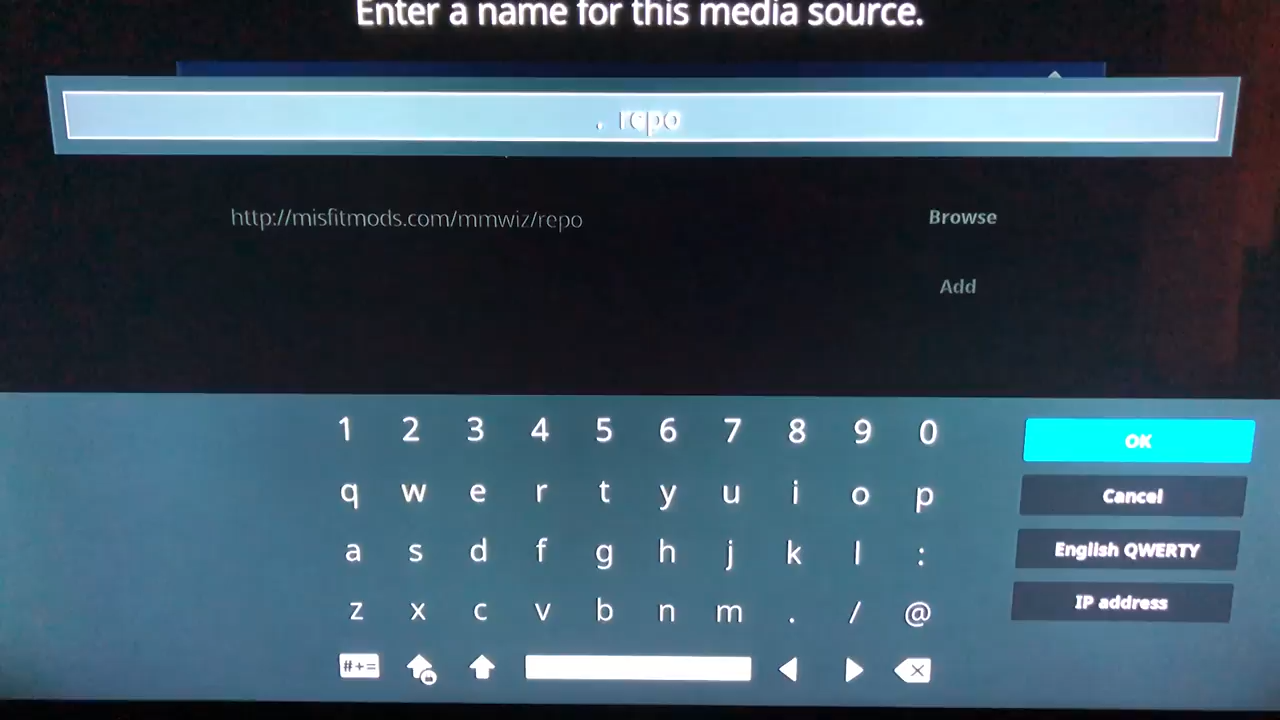 Enter a name for this media source.
. repo
http://misfitmods.com/mmwiz/repo
Browse
Add
1 2 3 4 5 6 7 8 9 0
OK
q w e r t y u i o p
Cancel
a s d f g h j k l :
English QWERTY
z x c v b n m . / @
IP address
#+=